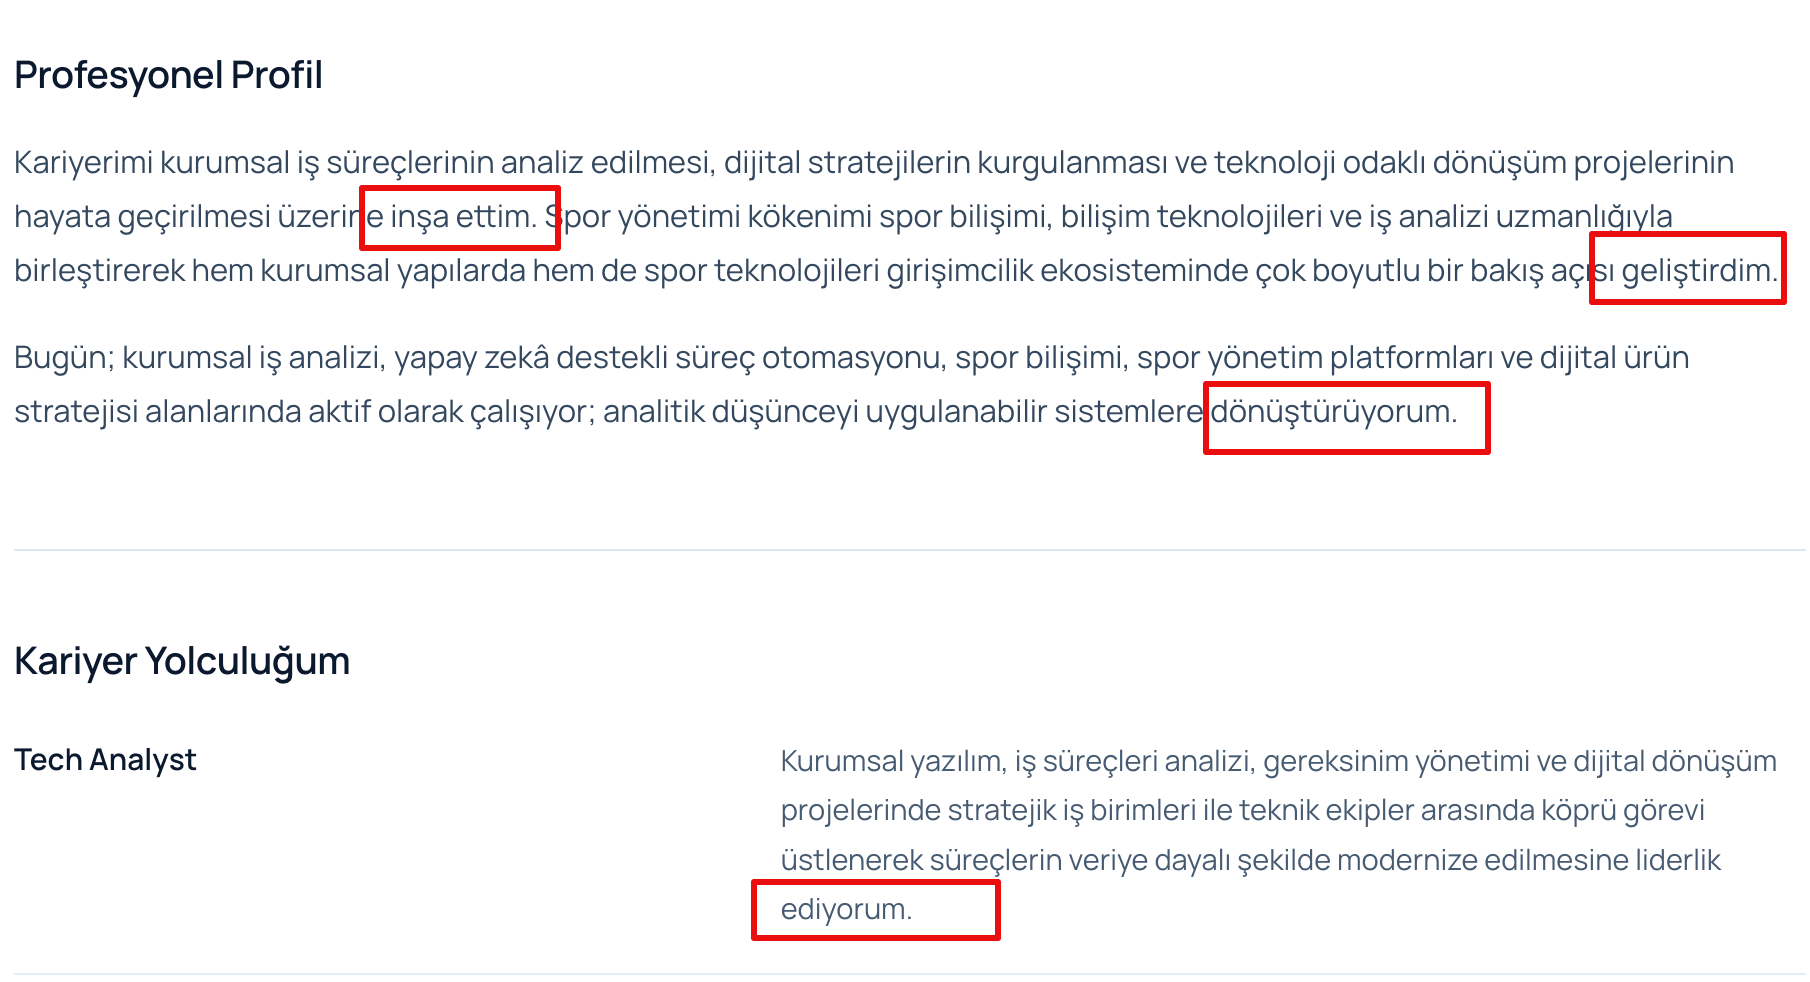 Profesyonel Profil
Kariyerimi kurumsal iş süreçlerinin analiz edilmesi, dijital stratejilerin kurgulanması ve teknoloji odaklı dönüşüm projelerinin
hayata geçirilmesi üzerine inşa ettim. Spor yönetimi kökenimi spor bilişimi, bilişim teknolojileri ve iş analizi uzmanlığıyla
birleştirerek hem kurumsal yapılarda hem de spor teknolojileri girişimcilik ekosisteminde çok boyutlu bir bakış açısı geliştirdim.
Bugün; kurumsal iş analizi, yapay zekâ destekli süreç otomasyonu, spor bilişimi, spor yönetim platformları ve dijital ürün
stratejisi alanlarında aktif olarak çalışıyor; analitik düşünceyi uygulanabilir sistemlere dönüştürüyorum.
Kariyer Yolculuğum
Tech Analyst
Kurumsal yazılım, iş süreçleri analizi, gereksinim yönetimi ve dijital dönüşüm
projelerinde stratejik iş birimleri ile teknik ekipler arasında köprü görevi
üstlenerek süreçlerin veriye dayalı şekilde modernize edilmesine liderlik
ediyorum.